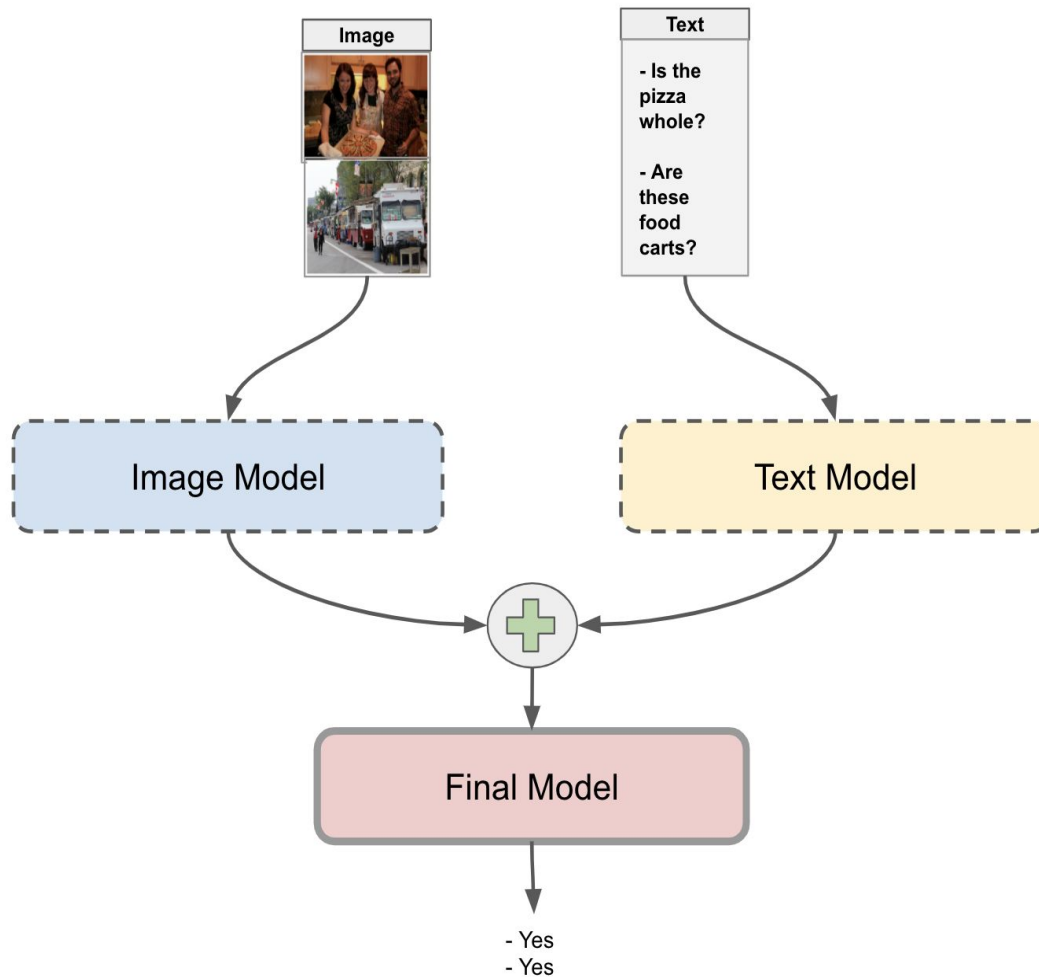 Image
Text
- Is the
pizza
whole?
- Are
these
food
carts?
Image Model
Text Model
Final Model
- Yes
- Yes